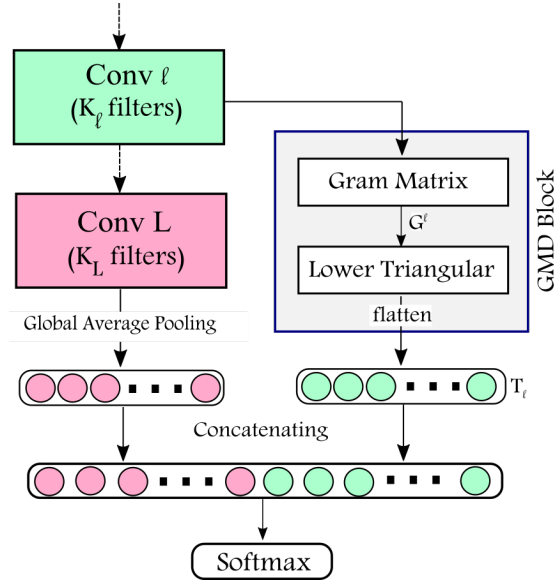 Conv ℓ
(Kℓ filters)
Gram Matrix
Gℓ
Lower Triangular
flatten
GMD Block
Conv L
(KL filters)
Global Average Pooling
Tℓ
Concatenating
Softmax